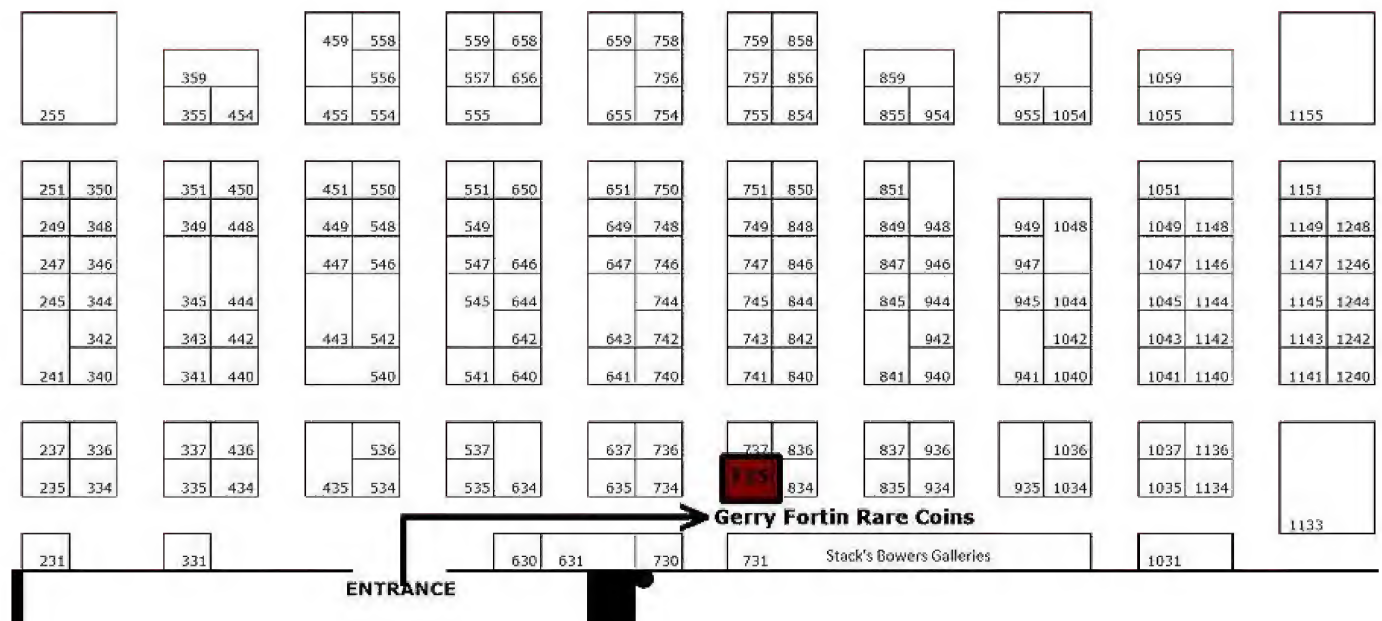 459 558 559 658 659 758 759 858
359 556 557 656 756 757 856 859 957 1059
255 355 454 455 554 555 655 754 755 854 855 954 955 1054 1055 1155
251 350 351 450 451 550 551 650 651 750 751 850 851 1051 1151
249 348 349 448 449 548 549 649 748 749 848 849 948 949 1048 1049 1148 1149 1248
247 346 447 546 547 646 647 746 747 846 847 946 947 1047 1146 1147 1246
245 344 345 444 545 644 744 745 844 845 944 945 1044 1045 1144 1145 1244
342 343 442 443 542 642 643 742 743 842 942 1042 1043 1142 1143 1242
241 340 341 440 540 541 640 641 740 741 840 841 940 941 1040 1041 1140 1141 1240
237 336 337 436 536 537 637 736 737 836 837 936 1036 1037 1136
235 334 335 434 435 534 535 634 635 734 735 834 835 934 935 1034 1035 1134
Gerry Fortin Rare Coins
1133
231 331 630 631 730 731 Stack's Bowers Galleries 1031
ENTRANCE